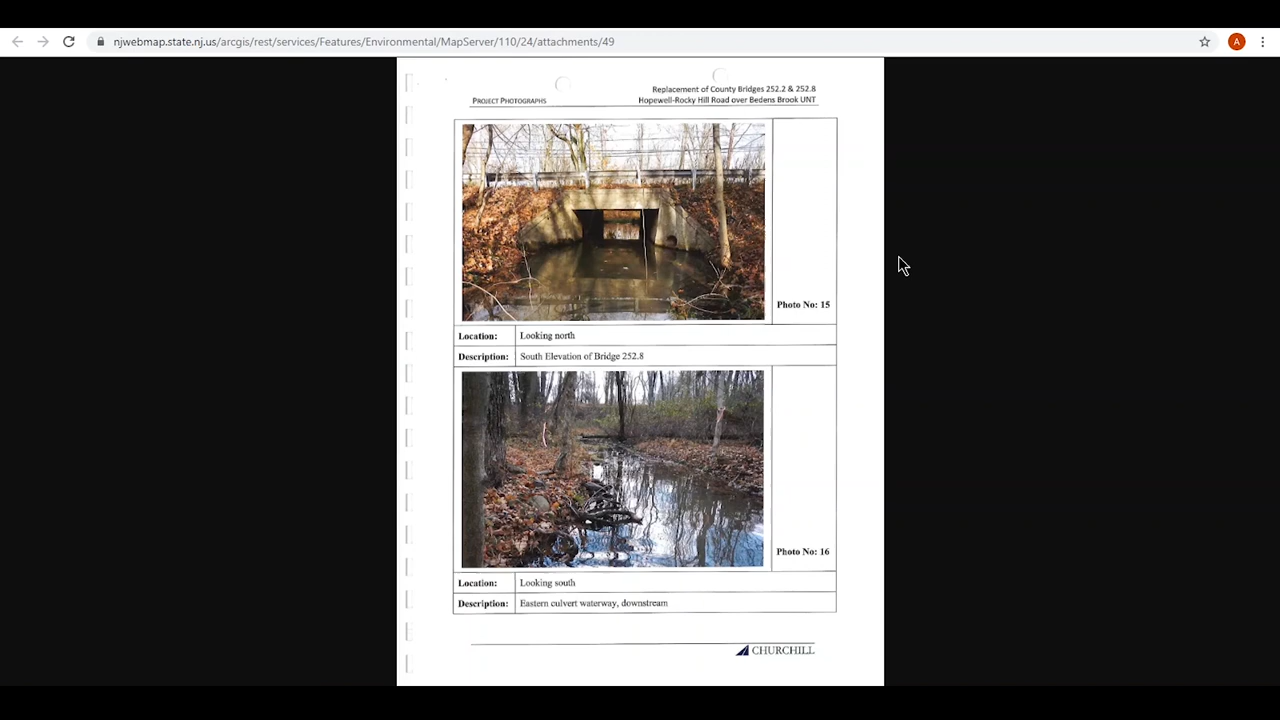 njwebmap.state.nj.us/arcgis/rest/services/Features/Environmental/MapServer/110/24/attachments/49
A
Replacement of County Bridges 252.2 & 252.8
PROJECT PHOTOGRAPHS
Hopewell-Rocky Hill Road over Bedens Brook UNT
Photo No: 15
Location: Looking north
Description: South Elevation of Bridge 252.8
Photo No: 16
Location: Looking south
Description: Eastern culvert waterway, downstream
CHURCHILL